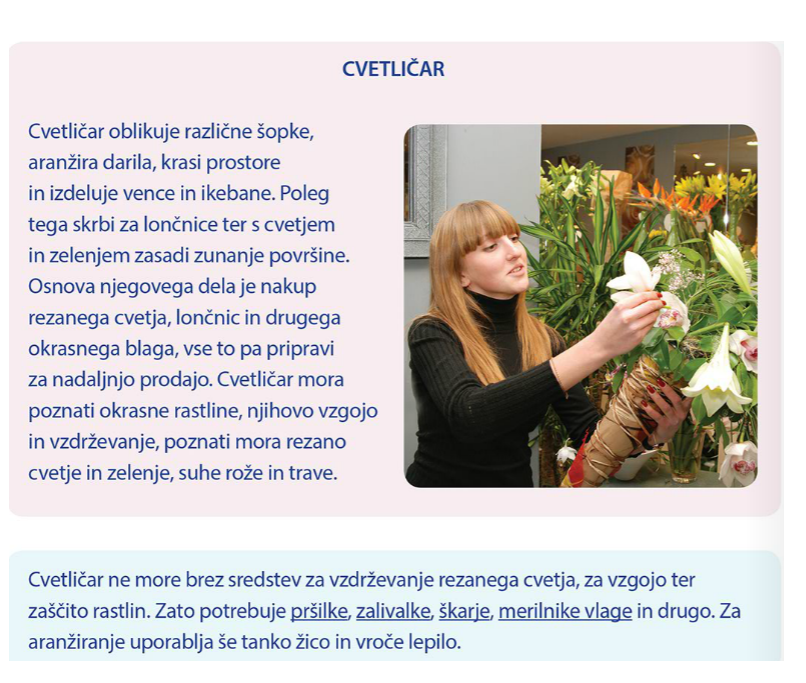 CVETLIČAR
Cvetličar oblikuje različne šopke,
aranžira darila, krasi prostore
in izdeluje vence in ikebane. Poleg
tega skrbi za lončnice ter s cvetjem
in zelenjem zasadi zunanje površine.
Osnova njegovega dela je nakup
rezanega cvetja, lončnic in drugega
okrasnega blaga, vse to pa pripravi
za nadaljnjo prodajo. Cvetličar mora
poznati okrasne rastline, njihovo vzgojo
in vzdrževanje, poznati mora rezano
cvetje in zelenje, suhe rože in trave.
Cvetličar ne more brez sredstev za vzdrževanje rezanega cvetja, za vzgojo ter
zaščito rastlin. Zato potrebuje pršilke, zalivalke, škarje, merilnike vlage in drugo. Za
aranžiranje uporablja še tanko žico in vroče lepilo.